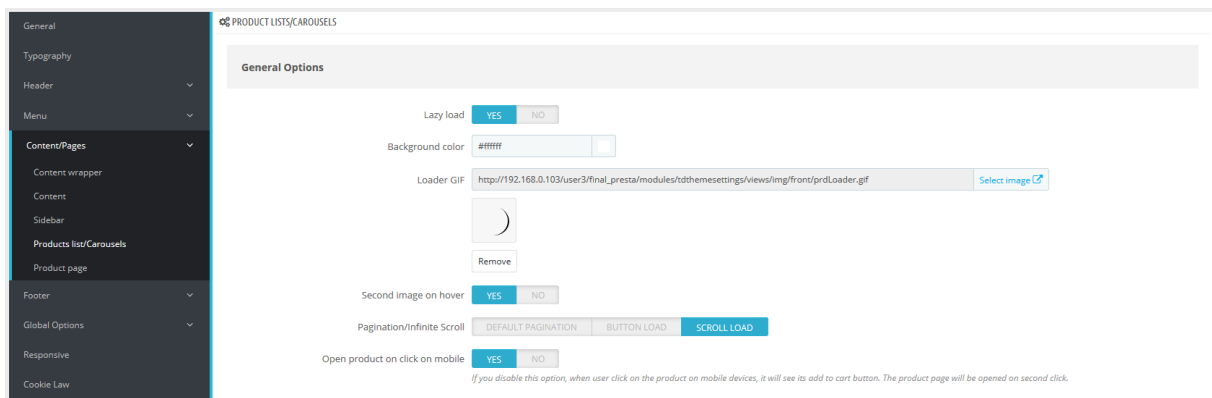 General
Typography
Header
Menu
Content/Pages
Content wrapper
Content
Sidebar
Products list/Carousels
Product page
Footer
Global Options
Responsive
Cookie Law
PRODUCT LISTS/CAROUSELS
General Options
Lazy load YES NO
Background color #ffffff
Loader GIF http://192.168.0.103/user3/final_presta/modules/tdthemesettings/views/img/front/prdLoader.gif Select image
Remove
Second image on hover YES NO
Pagination/Infinite Scroll DEFAULT PAGINATION BUTTON LOAD SCROLL LOAD
Open product on click on mobile YES NO
If you disable this option, when user click on the product on mobile devices, it will see its add to cart button. The product page will be opened on second click.